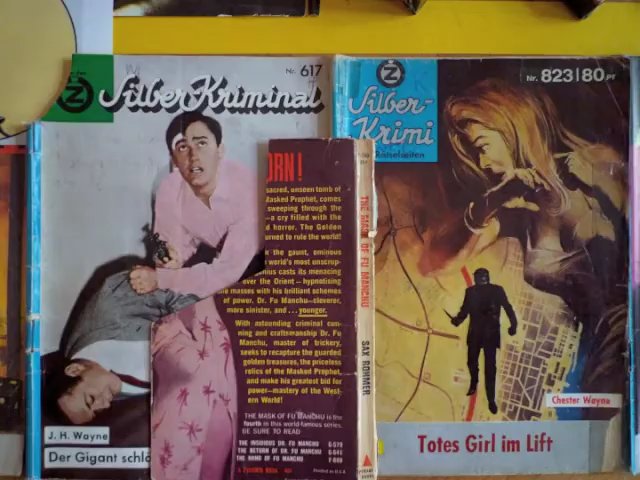 Z
Nr. 617
Silber Kriminal
J. H. Wayne
Der Gigant schlä
ORN!
sacred, unseen tomb of
Masked Prophet, comes
sweeping through the
—a cry filled with the
d horror. The Golden
urned to rule the world!
the gaunt, ominous
world's most unscrup-
nius casts its menacing
over the Orient—hypnotising
masses with his brilliant schemes
of power. Dr. Fu Manchu—cleverer,
more sinister, and . . . younger.
With astounding criminal cun-
ning and craftsmanship Dr. Fu
Manchu, master of trickery,
seeks to recapture the guarded
golden treasures, the priceless
relics of the Masked Prophet,
and make his greatest bid for
power—mastery of the West-
ern World!
THE MASK OF FU MANCHU is the
fourth in this world-famous series.
BE SURE TO READ
THE INSIDIOUS DR. FU MANCHU
THE RETURN OF DR. FU MANCHU
THE HAND OF FU MANCHU
A PYRAMID BOOK
Printed in U.S.A.
THE MASK OF FU MANCHU
SAX ROHMER
Z
Nr. 823|80 PF
Silber-
Krimi
Rätselseiten
Chester Wayne
Totes Girl im Lift